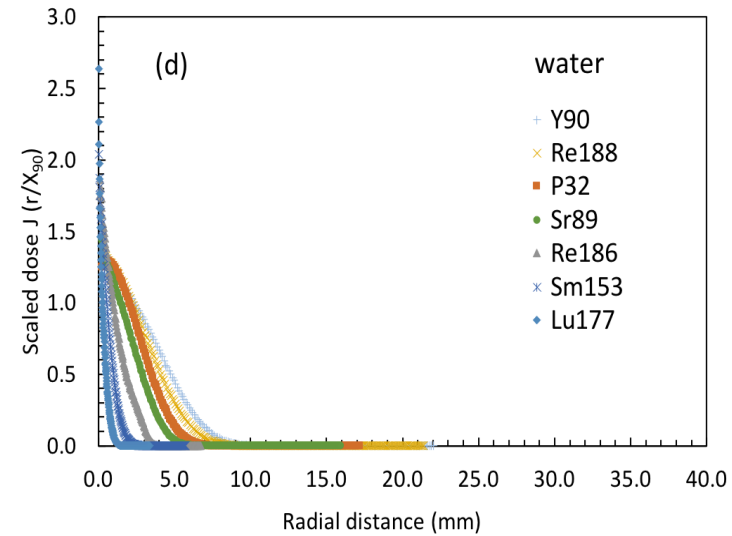 3.0
(d)
water
2.5
Y90
Re188
2.0
P32
Sr89
1.5
Re186
Sm153
1.0
Lu177
0.5
0.0
Scaled dose J (r/X90)
0.0 5.0 10.0 15.0 20.0 25.0 30.0 35.0 40.0
Radial distance (mm)